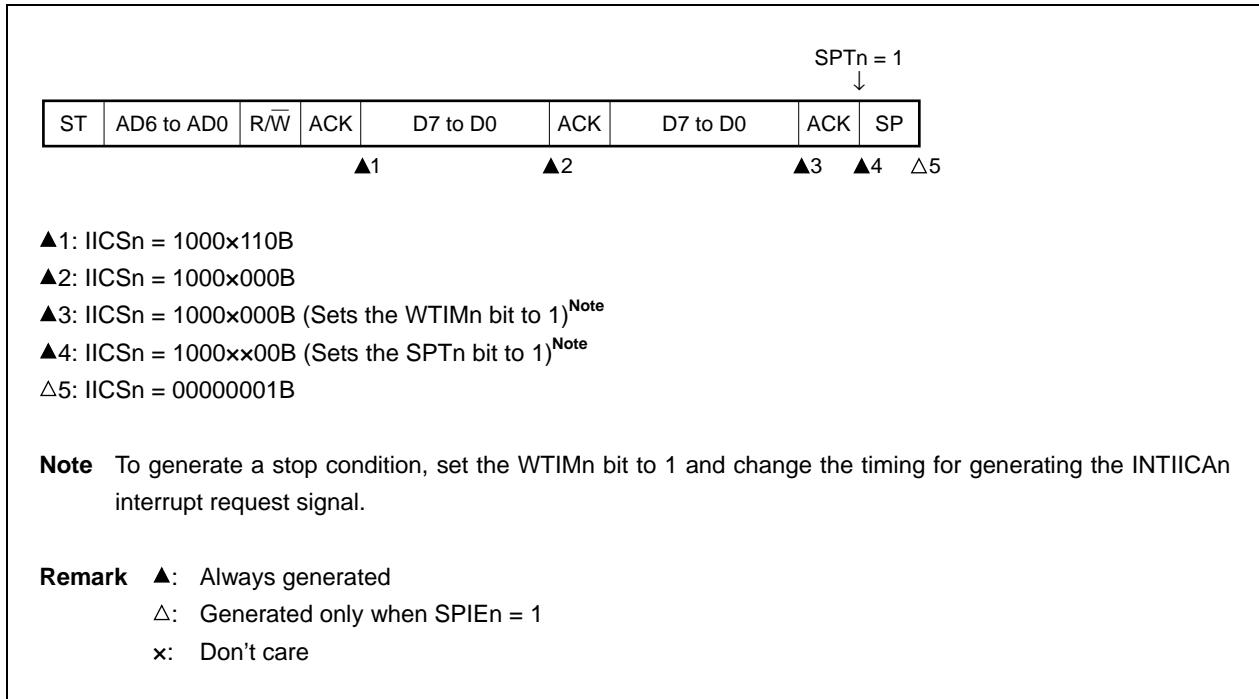 SPTn = 1
↓
ST AD6 to AD0 R/W̅ ACK D7 to D0 ACK D7 to D0 ACK SP
▲1 ▲2 ▲3 ▲4 △5
▲1: IICSn = 1000×110B
▲2: IICSn = 1000×000B
▲3: IICSn = 1000×000B (Sets the WTIMn bit to 1)Note
▲4: IICSn = 1000××00B (Sets the SPTn bit to 1)Note
△5: IICSn = 00000001B
Note To generate a stop condition, set the WTIMn bit to 1 and change the timing for generating the INTIICAn
interrupt request signal.
Remark ▲: Always generated
△: Generated only when SPIEn = 1
×: Don't care